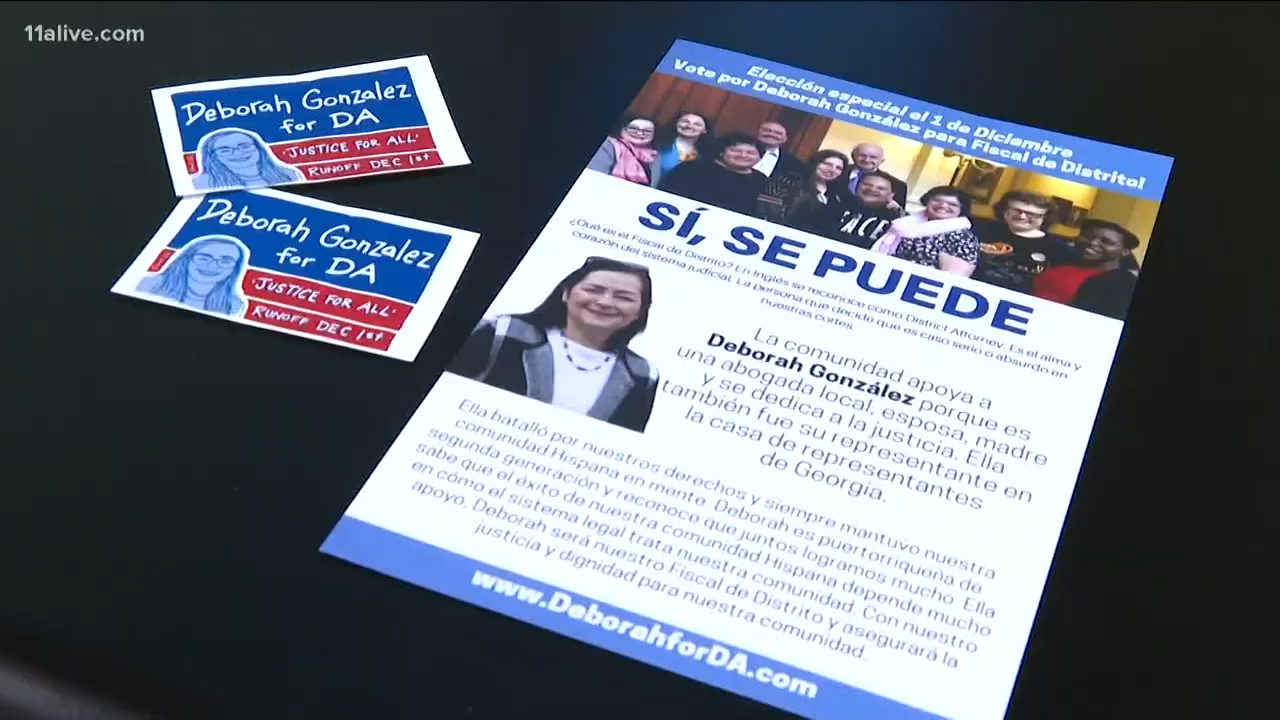 11alive.com
Deborah Gonzalez
for DA
'JUSTICE FOR ALL'
RUNOFF DEC 1st
Deborah Gonzalez
for DA
'JUSTICE FOR ALL'
RUNOFF DEC 1st
Elección especial el 1 de Diciembre
Vote por Deborah González para Fiscal de Distrito!
ACE
SÍ, SE PUEDE
¿Qué es el Fiscal de Distrito? En Inglés se reconoce como District Attorney. Es el alma y
corazón del sistema judicial. La persona que decide que es caso serio o absurdo en
nuestras cortes.
La comunidad apoya a
Deborah González porque es
una abogada local, esposa, madre
y se dedica a la justicia. Ella
también fue su representante en
la casa de representantes
de Georgia.
Ella batalló por nuestros derechos y siempre mantuvo nuestra
comunidad Hispana en mente. Deborah es puertorriqueña de
segunda generación y reconoce que juntos logramos mucho. Ella
sabe que el éxito de nuestra comunidad Hispana depende mucho
en cómo el sistema legal trata nuestra comunidad. Con nuestro
apoyo, Deborah será nuestro Fiscal de Distrito y asegurará la
justicia y dignidad para nuestra comunidad.
www.DeborahforDA.com